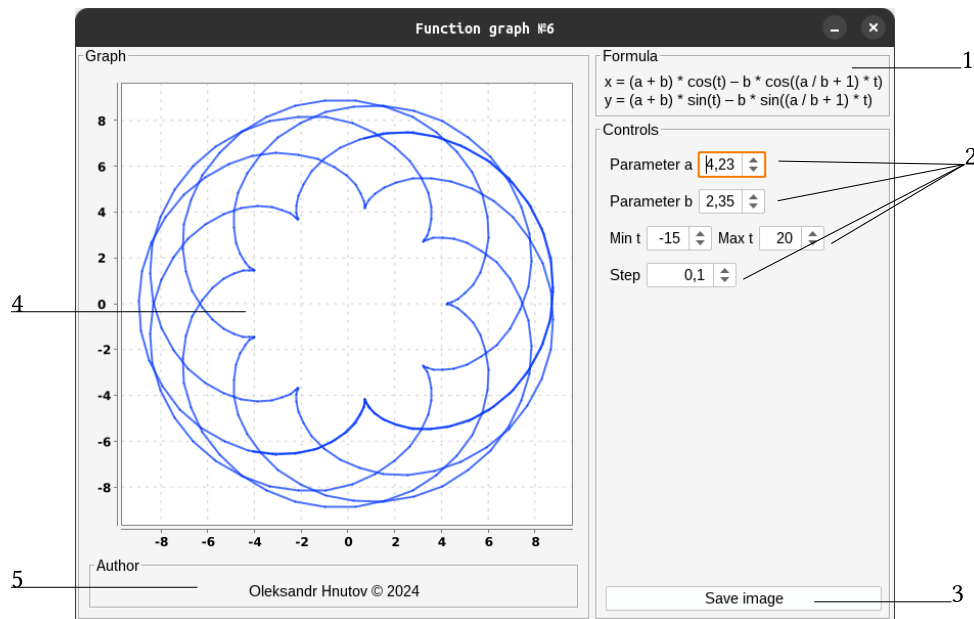 Function graph №6
Graph
8
6
4
2
0
-2
-4
-6
-8
-8 -6 -4 -2 0 2 4 6 8
Author
Oleksandr Hnutov © 2024
Formula
x = (a + b) * cos(t) – b * cos((a / b + 1) * t)
y = (a + b) * sin(t) – b * sin((a / b + 1) * t)
Controls
Parameter a 4,23
Parameter b 2,35
Min t -15 Max t 20
Step 0,1
Save image
1
2
3
4
5